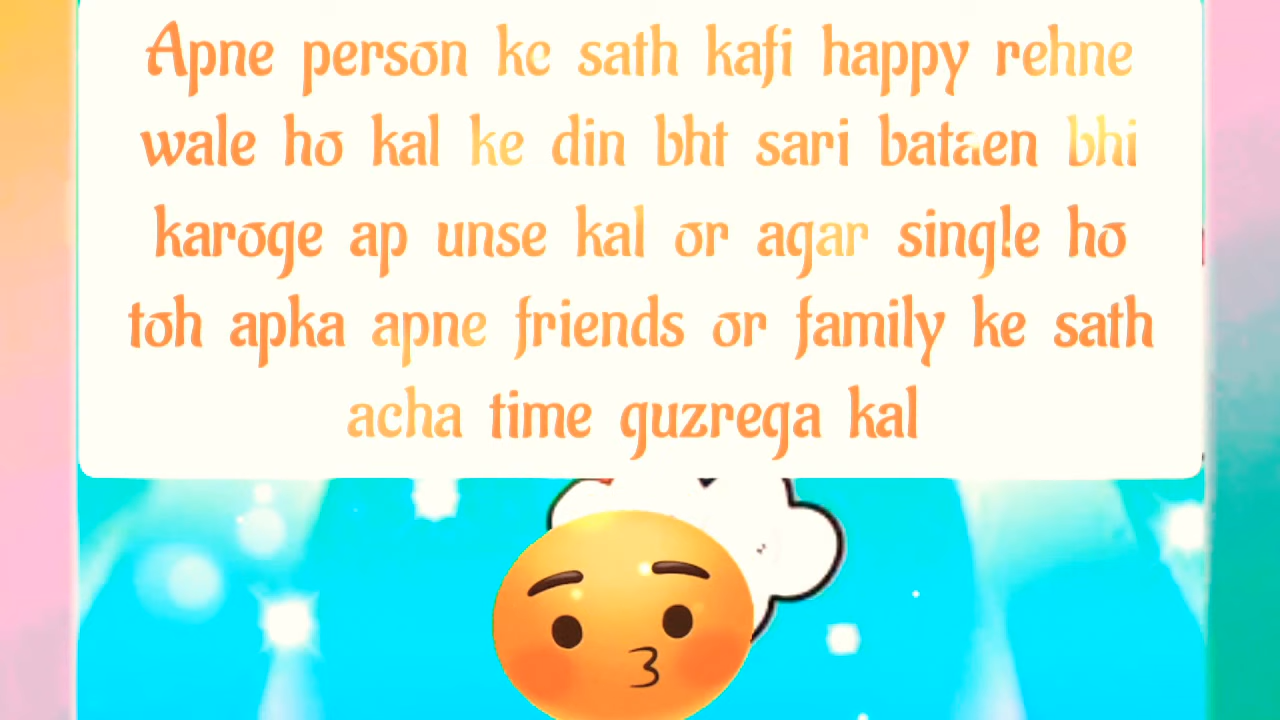 Apne person ke sath kafi happy rehne
wale ho kal ke din bht sari bataen bhi
karoge ap unse kal or agar single ho
toh apka apne friends or family ke sath
acha time guzrega kal